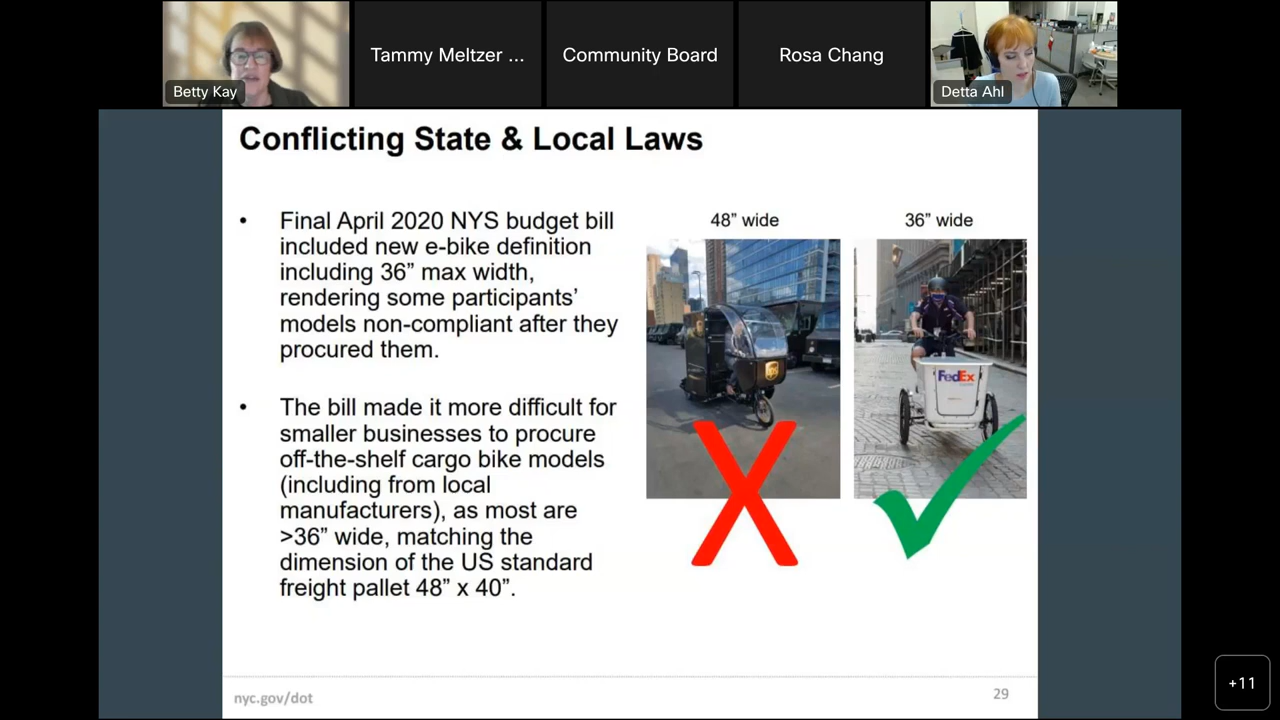 Betty Kay
Tammy Meltzer ...
Community Board
Rosa Chang
Detta Ahl
Conflicting State & Local Laws
• Final April 2020 NYS budget bill
included new e-bike definition
including 36” max width,
rendering some participants’
models non-compliant after they
procured them.
• The bill made it more difficult for
smaller businesses to procure
off-the-shelf cargo bike models
(including from local
manufacturers), as most are
>36” wide, matching the
dimension of the US standard
freight pallet 48” x 40”.
48” wide
36” wide
ups
FedEx
nyc.gov/dot
29
+11